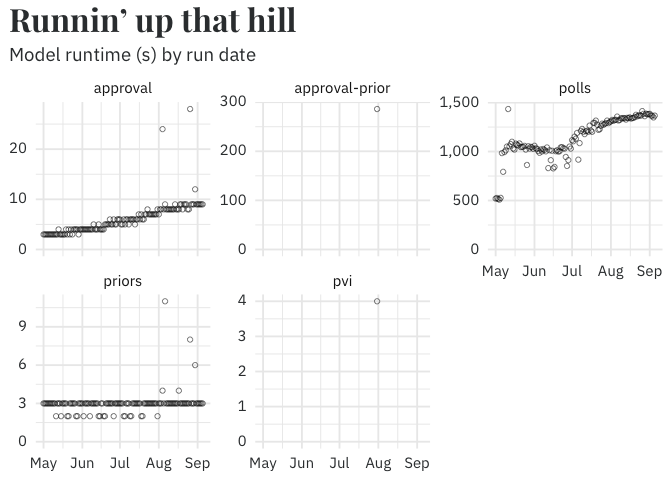 Runnin’ up that hill
Model runtime (s) by run date
approval
approval-prior
polls
20
10
0
300
200
100
0
1,500
1,000
500
0
May Jun Jul Aug Sep
priors
pvi
9
6
3
0
4
3
2
1
0
May Jun Jul Aug Sep
May Jun Jul Aug Sep